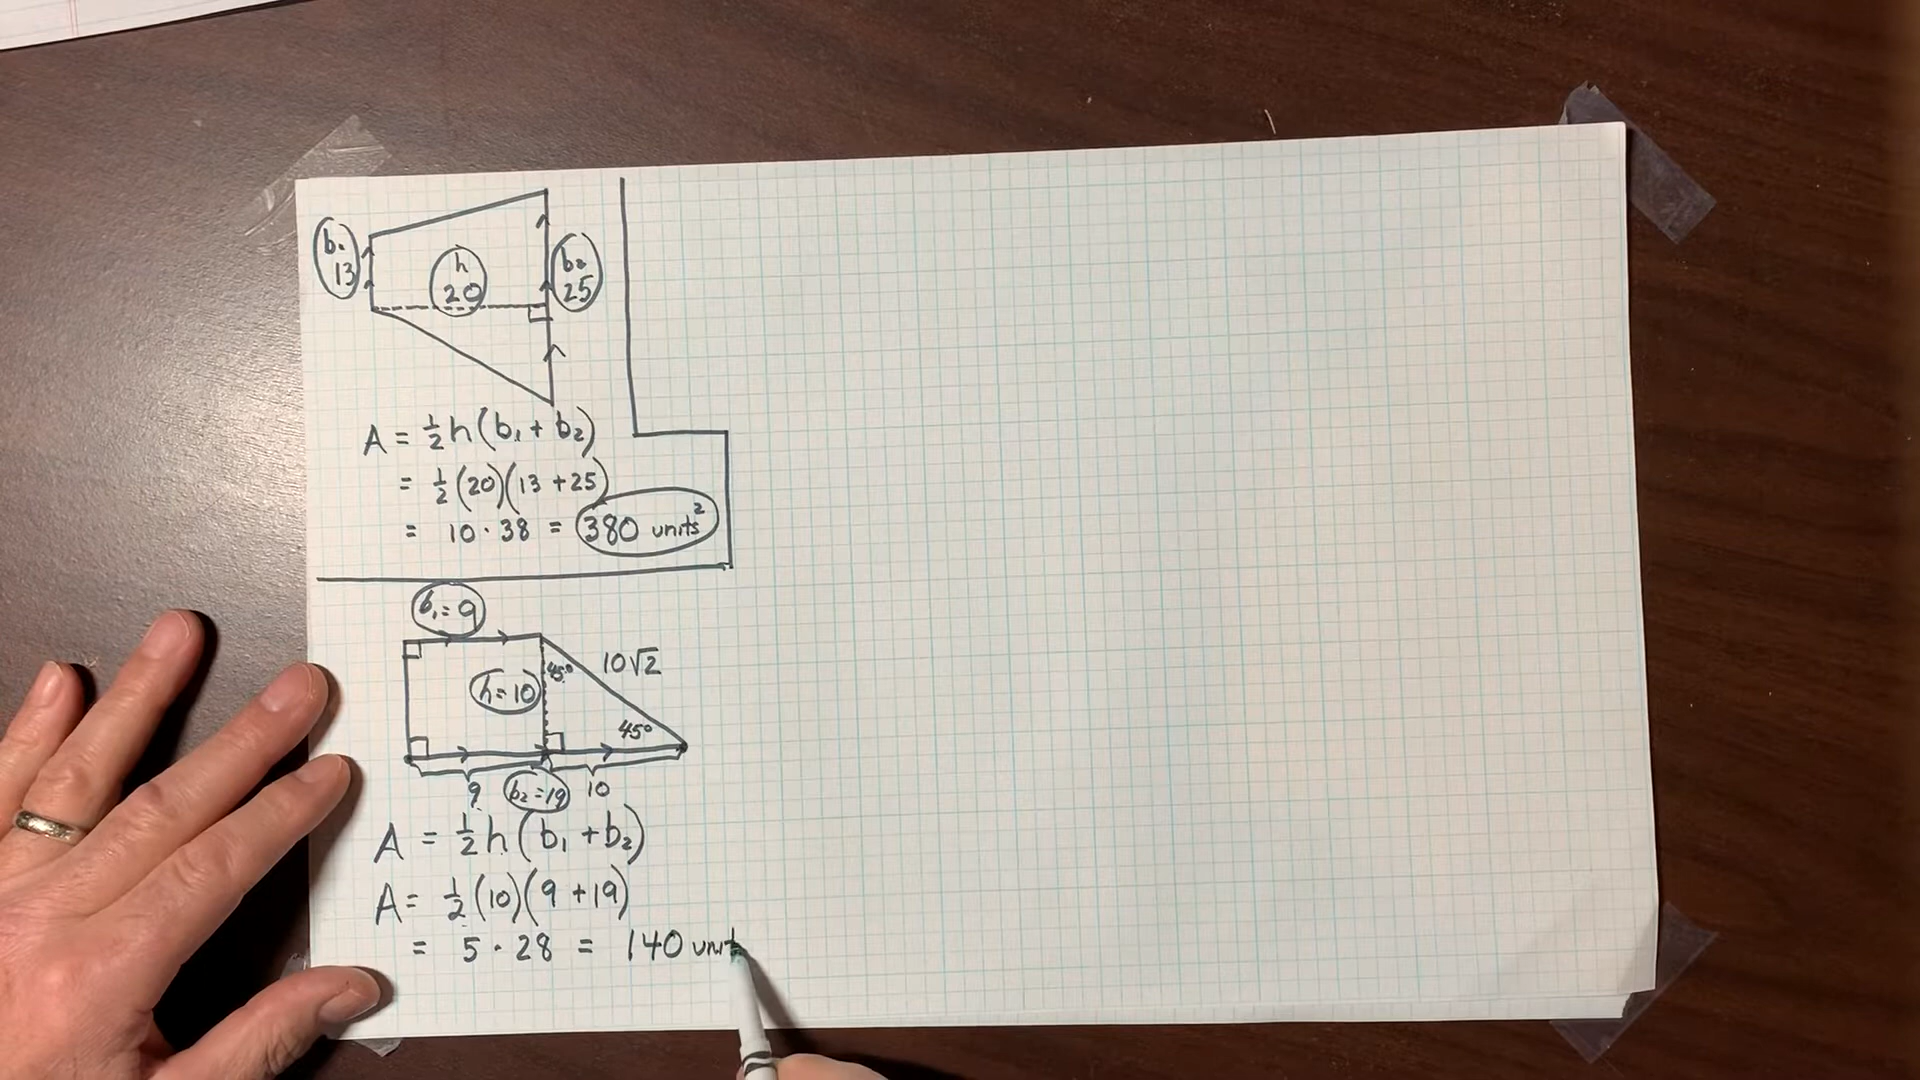 b₁ 13
h 20
b₂ 25
A = ½h(b₁ + b₂)
= ½(20)(13 + 25)
= 10 · 38 = 380 units²
b₁ = 9
45° 10√2
h = 10
45°
9 b₂ = 19 10
A = ½h(b₁ + b₂)
A = ½(10)(9 + 19)
= 5 · 28 = 140 unit